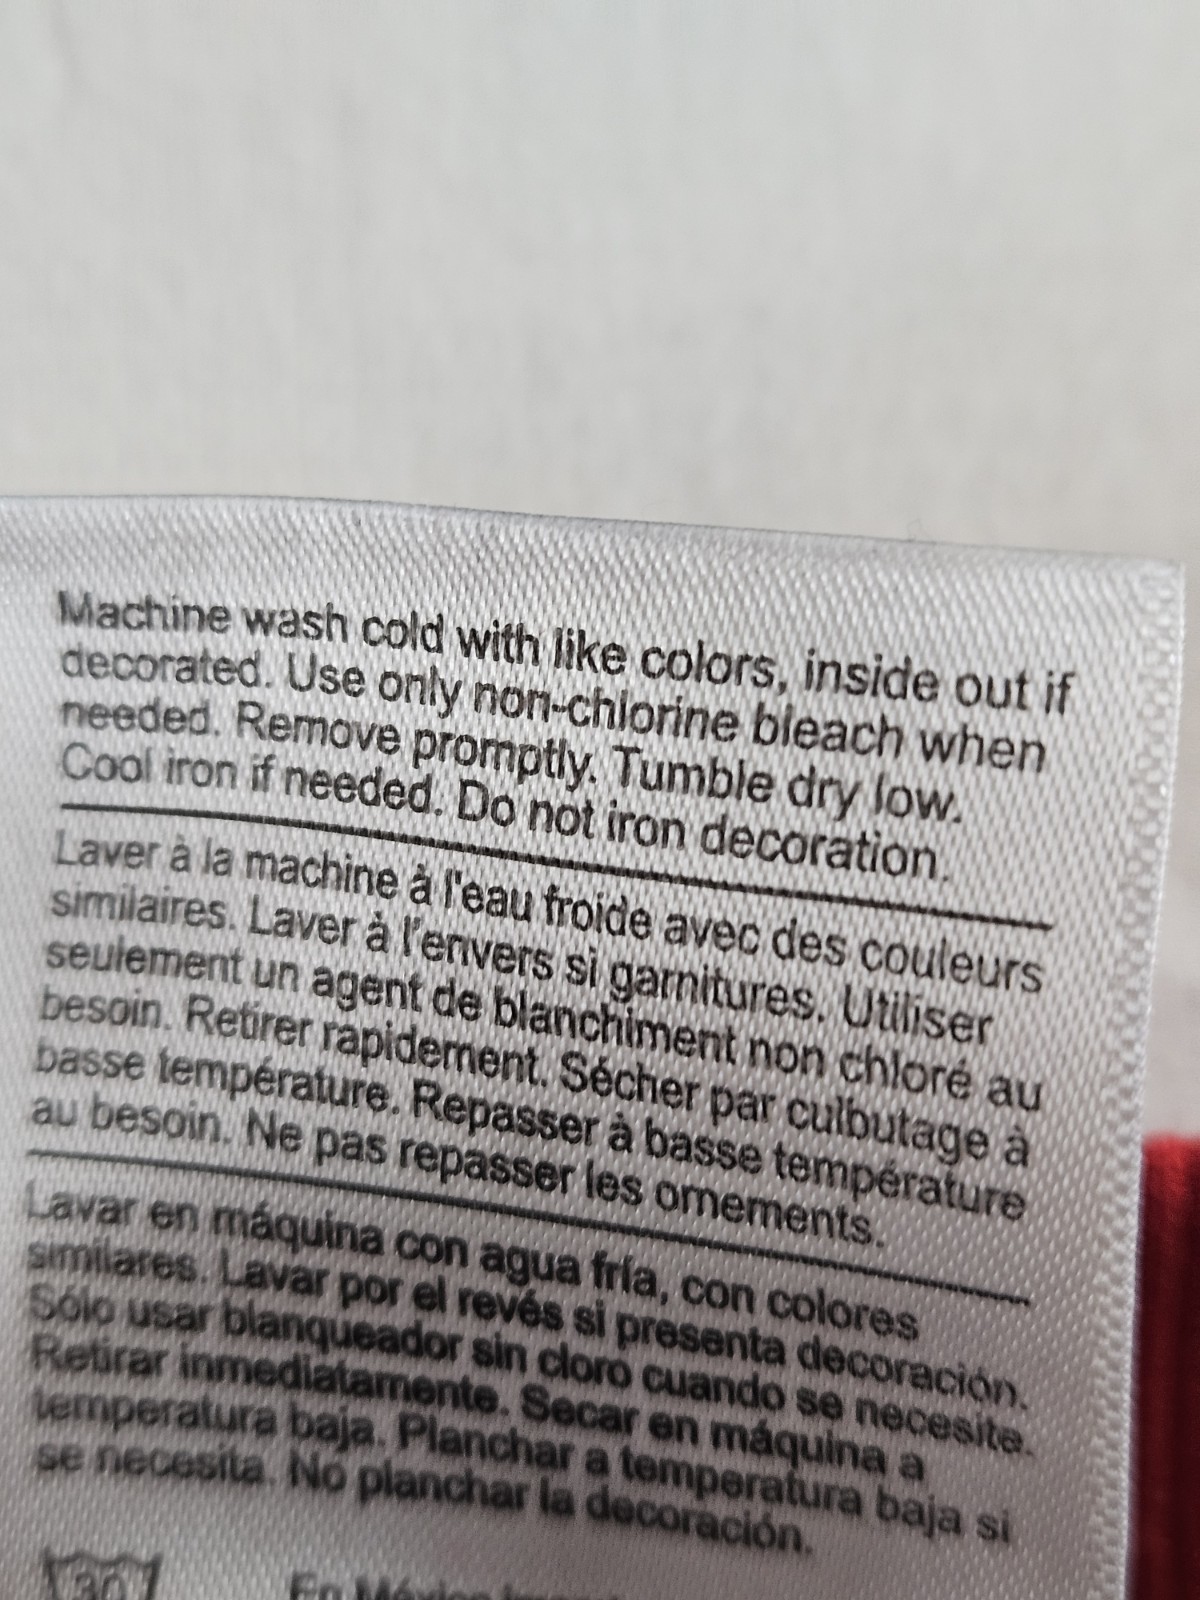 Machine wash cold with like colors, inside out if
decorated. Use only non-chlorine bleach when
needed. Remove promptly. Tumble dry low.
Cool iron if needed. Do not iron decoration.
Laver à la machine à l'eau froide avec des couleurs
similaires. Laver à l'envers si garnitures. Utiliser
seulement un agent de blanchiment non chloré au
besoin. Retirer rapidement. Sécher par culbutage à
basse température. Repasser à basse température
au besoin. Ne pas repasser les ornements.
Lavar en máquina con agua fría, con colores
similares. Lavar por el revés si presenta decoración.
Sólo usar blanqueador sin cloro cuando se necesite.
Retirar inmediatamente. Secar en máquina a
temperatura baja. Planchar a temperatura baja si
se necesita. No planchar la decoración.
30
En México